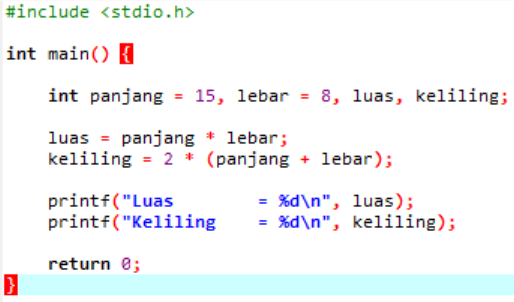 #include <stdio.h>
int main() {
int panjang = 15, lebar = 8, luas, keliling;
luas = panjang * lebar;
keliling = 2 * (panjang + lebar);
printf("Luas         = %d\n", luas);
printf("Keliling     = %d\n", keliling);
return 0;
}